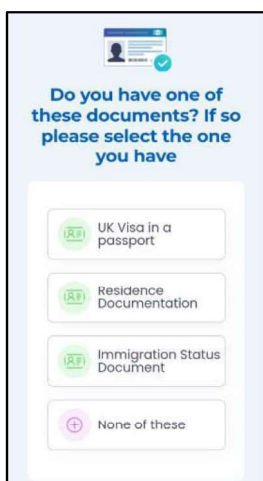 Do you have one of
these documents? If so
please select the one
you have
UK Visa in a
passport
Residence
Documentation
Immigration Status
Document
None of these